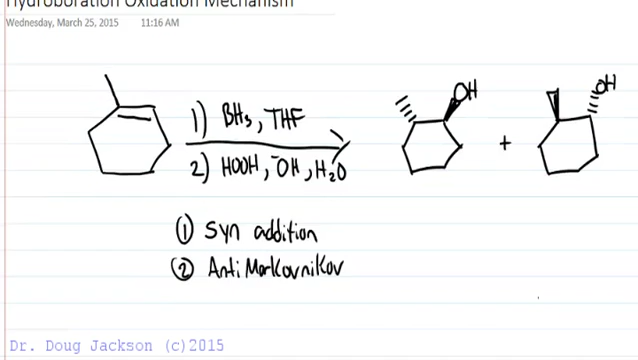 Hydroboration Oxidation Mechanism
Wednesday, March 25, 2015 11:16 AM
1) BH3, THF
2) HOOH, ⁻OH, H2O
OH
+
OH
① Syn addition
② Anti Markovnikov
Dr. Doug Jackson (c)2015